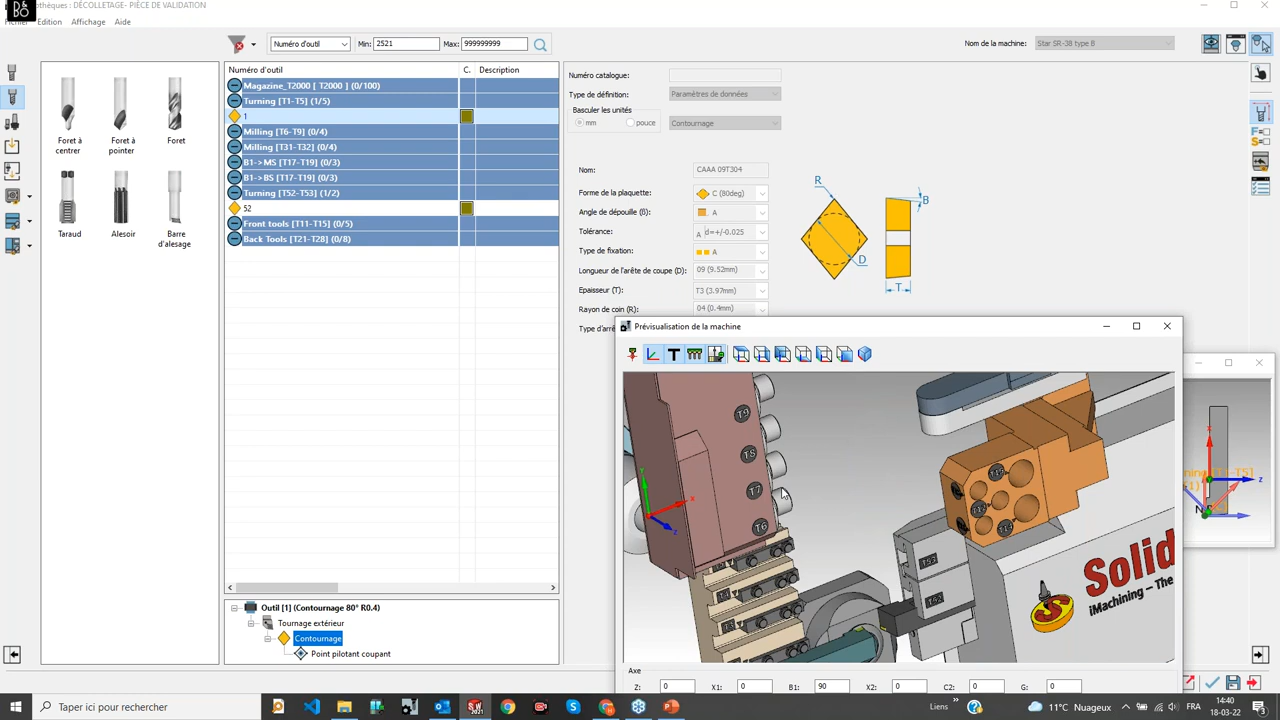 D&
BO
bliothèques : DÉCOLLETAGE- PIÈCE DE VALIDATION
Fichier Edition Affichage Aide
Numéro d'outil Min: 2521 Max: 999999999
Nom de la machine: Star SR-38 type B
Foret à centrer
Foret à pointer
Foret
Taraud
Alesoir
Barre d'alesage
Numéro d'outil C. Description
Magazine_T2000 [ T2000 ] (0/100)
Turning [T1-T5] (1/5)
1
Milling [T6-T9] (0/4)
Milling [T31-T32] (0/4)
B1->MS [T17-T19] (0/3)
B1->BS [T17-T19] (0/3)
Turning [T52-T53] (1/2)
52
Front tools [T11-T15] (0/5)
Back Tools [T21-T28] (0/8)
Numéro catalogue:
Type de définition: Paramètres de données
Basculer les unités
mm pouce Contournage
Nom: CAAA 09T304
Forme de la plaquette: C (80deg)
Angle de dépouille (B): A
Tolérance: A d=+/-0.025
Type de fixation: A
Longueur de l'arête de coupe (D): 09 (9.52mm)
Epaisseur (T): T3 (3.97mm)
Rayon de coin (R): 04 (0.4mm)
Type d'arê
R
D
B
T
F=
S=
Prévisualisation de la machine
T9
T8
T7
T6
Y
X
Z
Solid
iMachining – The
Axe
Z: 0 X1: 0 B1: 90 X2: 0 C2: 0 G: 0
Outil [1] (Contournage 80° R0.4)
Tournage extérieur
Contournage
Point pilotant coupant
Taper ici pour rechercher
SW
2021
Liens » 11°C Nuageux FRA 14:40
18-03-22